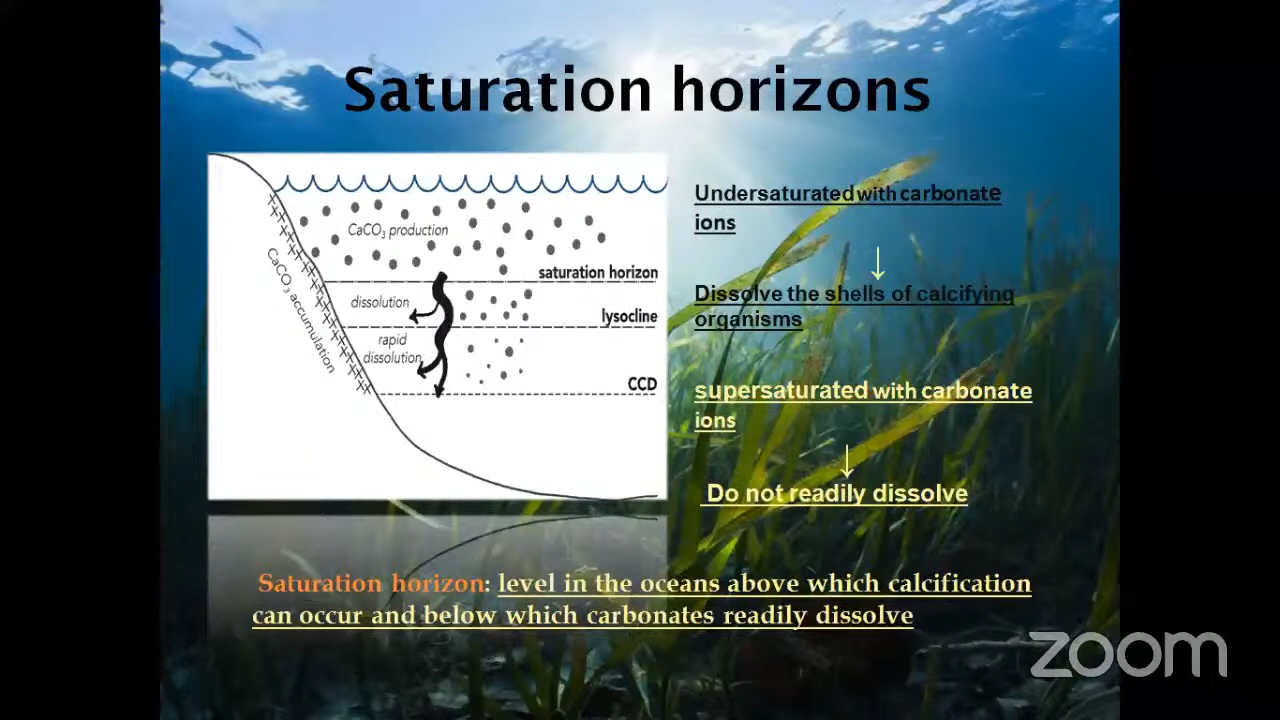 Saturation horizons
CaCO₃ production
saturation horizon
dissolution
lysocline
rapid
dissolution
CCD
CaCO₃ accumulation
Undersaturated with carbonate
ions
↓
Dissolve the shells of calcifying
organisms
supersaturated with carbonate
ions
↓
Do not readily dissolve
Saturation horizon: level in the oceans above which calcification
can occur and below which carbonates readily dissolve
zoom